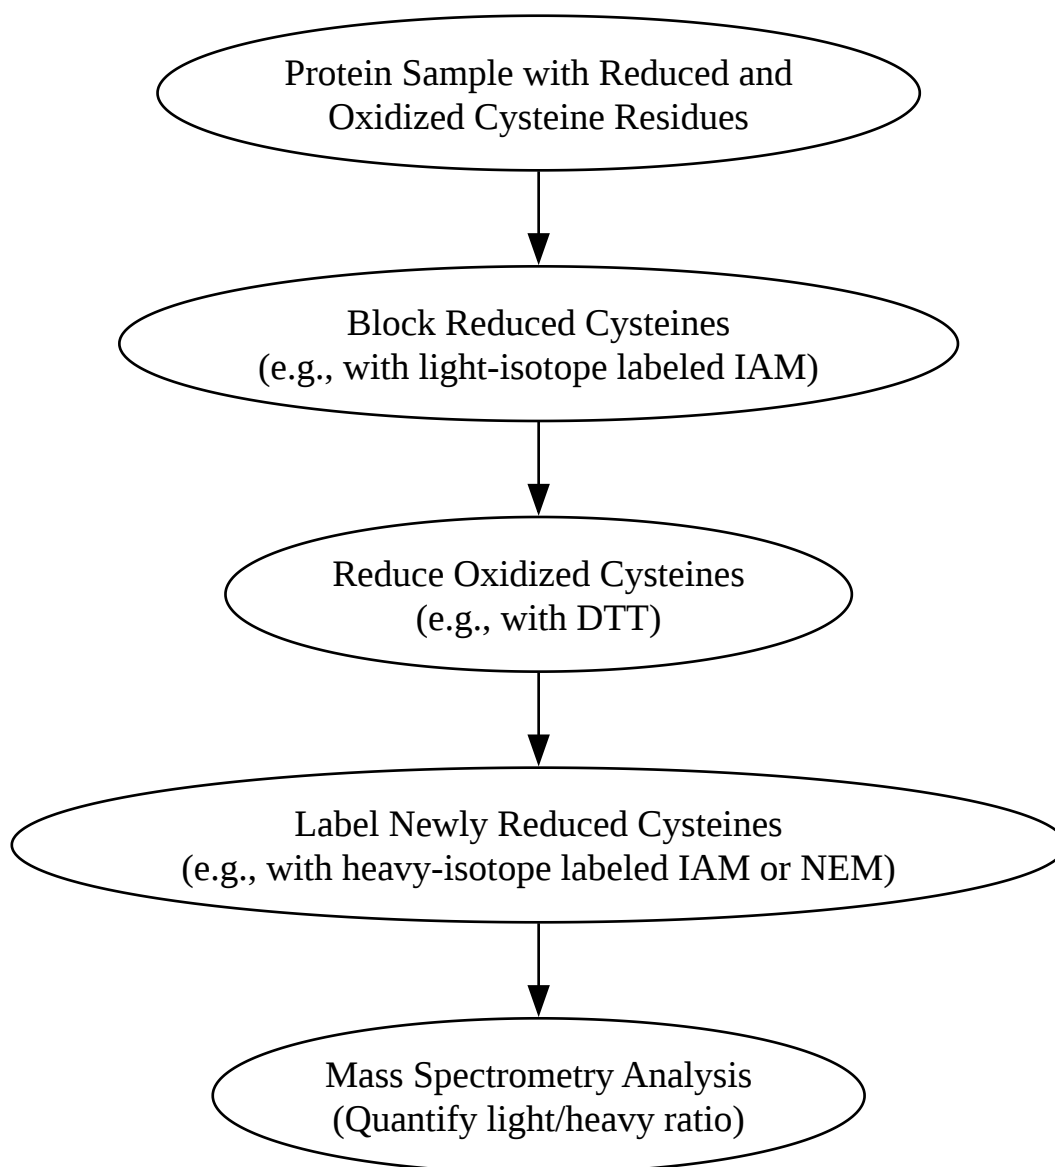 Protein Sample with Reduced and
Oxidized Cysteine Residues
Block Reduced Cysteines
(e.g., with light-isotope labeled IAM)
Reduce Oxidized Cysteines
(e.g., with DTT)
Label Newly Reduced Cysteines
(e.g., with heavy-isotope labeled IAM or NEM)
Mass Spectrometry Analysis
(Quantify light/heavy ratio)